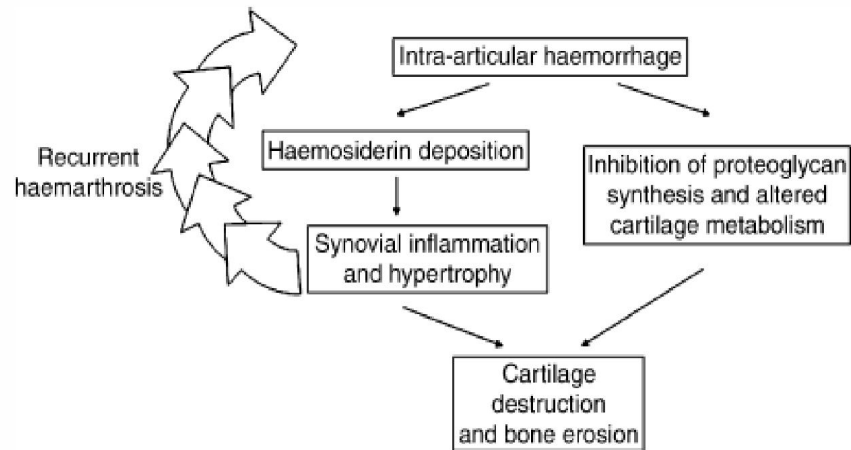 Intra-articular haemorrhage
Haemosiderin deposition
Inhibition of proteoglycan
synthesis and altered
cartilage metabolism
Recurrent
haemarthrosis
Synovial inflammation
and hypertrophy
Cartilage
destruction
and bone erosion